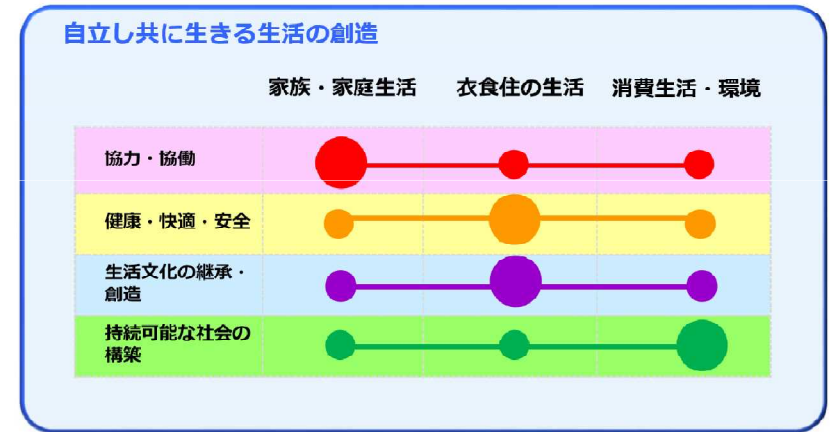 自立し共に生きる生活の創造
家族・家庭生活
衣食住の生活
消費生活・環境
協力・協働
健康・快適・安全
生活文化の継承・
創造
持続可能な社会の
構築